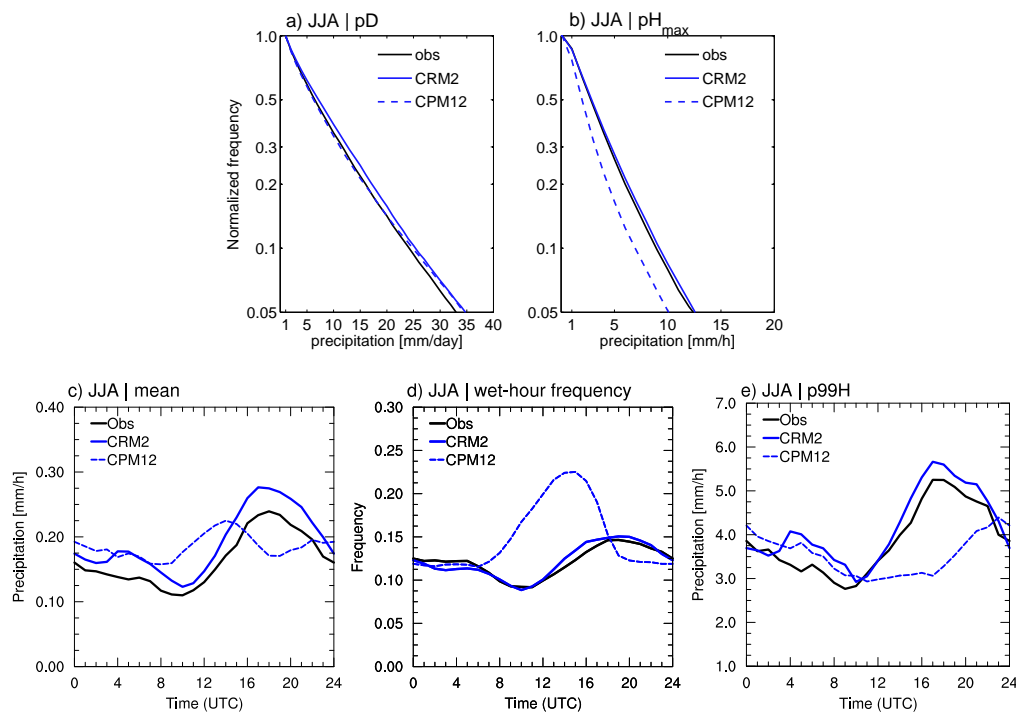 a) JJA | pD
b) JJA | pHmax
1.0
0.5
0.3
0.2
0.1
0.05
Normalized frequency
obs
CRM2
CPM12
1 5 10 15 20 25 30 35 40
precipitation [mm/day]
1.0
0.5
0.3
0.2
0.1
0.05
obs
CRM2
CPM12
1 5 10 15 20
precipitation [mm/h]
c) JJA | mean
0.40
0.30
0.20
0.10
0.00
Precipitation [mm/h]
Obs
CRM2
CPM12
0 4 8 12 16 20 24
Time (UTC)
d) JJA | wet-hour frequency
0.30
0.25
0.20
0.15
0.10
0.05
0.00
Frequency
Obs
CRM2
CPM12
0 4 8 12 16 20 24
Time (UTC)
e) JJA | p99H
7.0
6.0
5.0
4.0
3.0
2.0
1.0
Precipitation [mm/h]
Obs
CRM2
CPM12
0 4 8 12 16 20 24
Time (UTC)